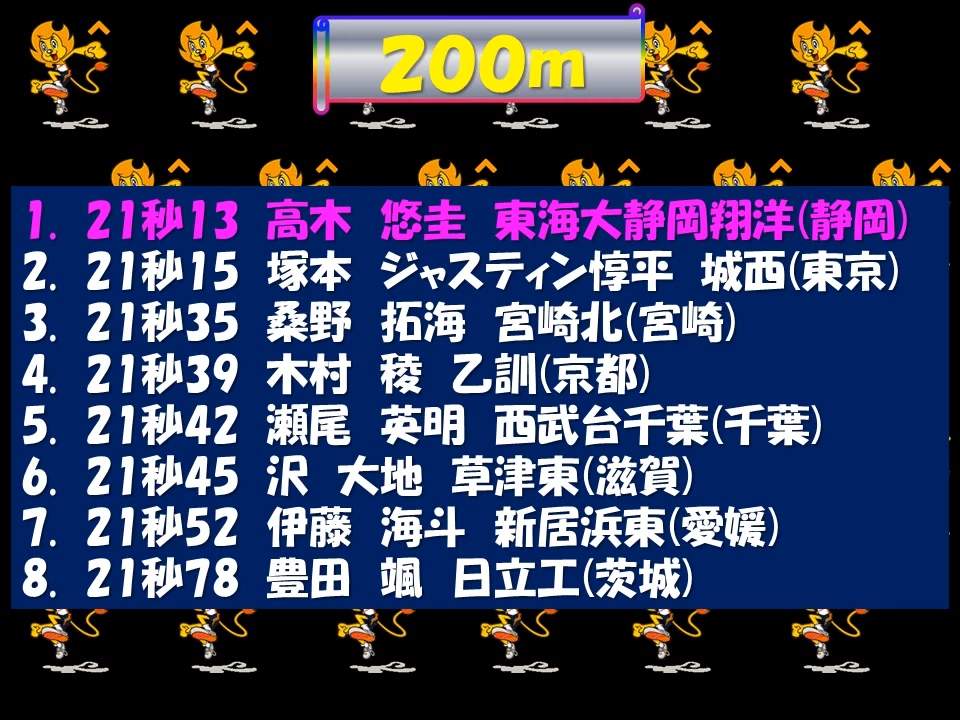 200m
1. 21秒13 高木 悠圭 東海大静岡翔洋(静岡)
2. 21秒15 塚本 ジャスティン惇平 城西(東京)
3. 21秒35 桑野 拓海 宮崎北(宮崎)
4. 21秒39 木村 稜 乙訓(京都)
5. 21秒42 瀬尾 英明 西武台千葉(千葉)
6. 21秒45 沢 大地 草津東(滋賀)
7. 21秒52 伊藤 海斗 新居浜東(愛媛)
8. 21秒78 豊田 颯 日立工(茨城)